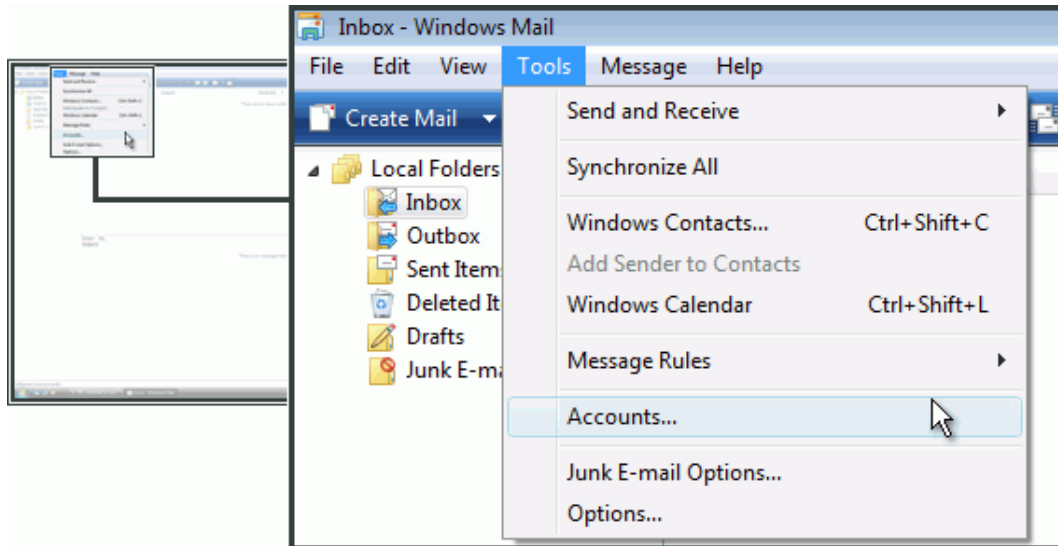 Inbox - Windows Mail
File Edit View Tools Message Help
Create Mail
Send and Receive
Synchronize All
Windows Contacts... Ctrl+Shift+C
Add Sender to Contacts
Windows Calendar Ctrl+Shift+L
Message Rules
Accounts...
Junk E-mail Options...
Options...
Local Folders
Inbox
Outbox
Sent Item
Deleted It
Drafts
Junk E-ma